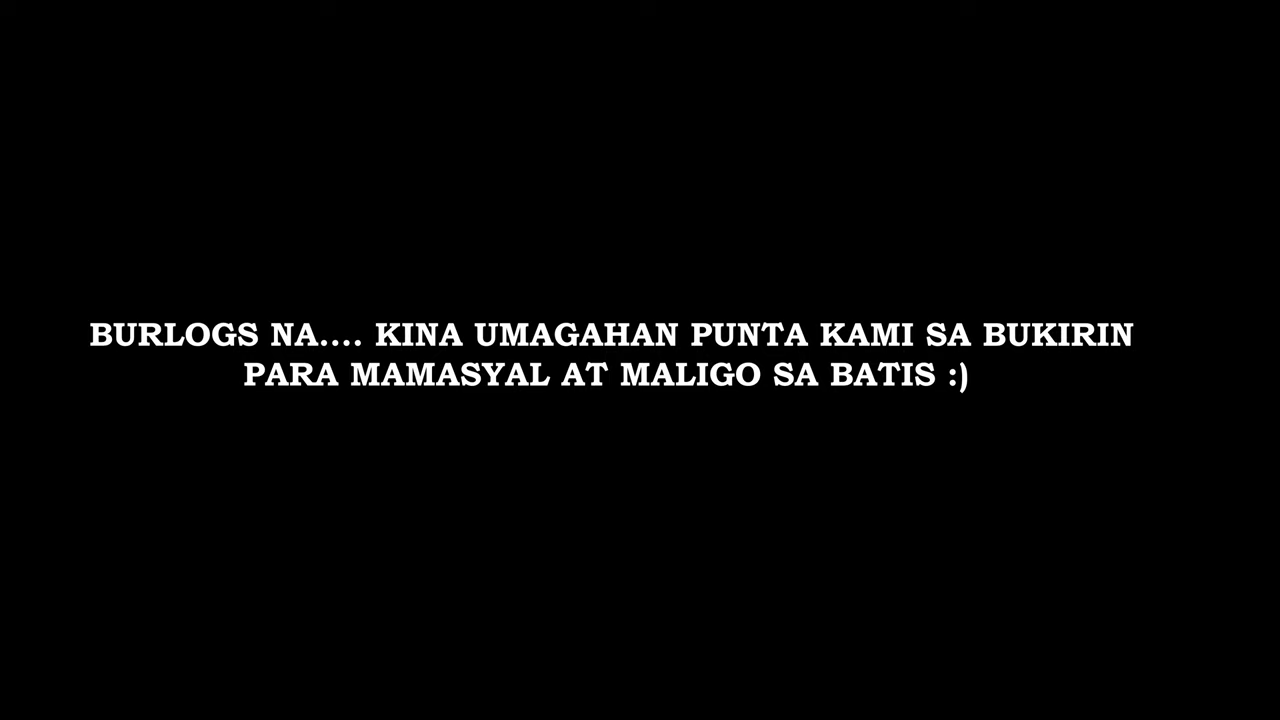 BURLOGS NA.... KINA UMAGAHAN PUNTA KAMI SA BUKIRIN
PARA MAMASYAL AT MALIGO SA BATIS :)